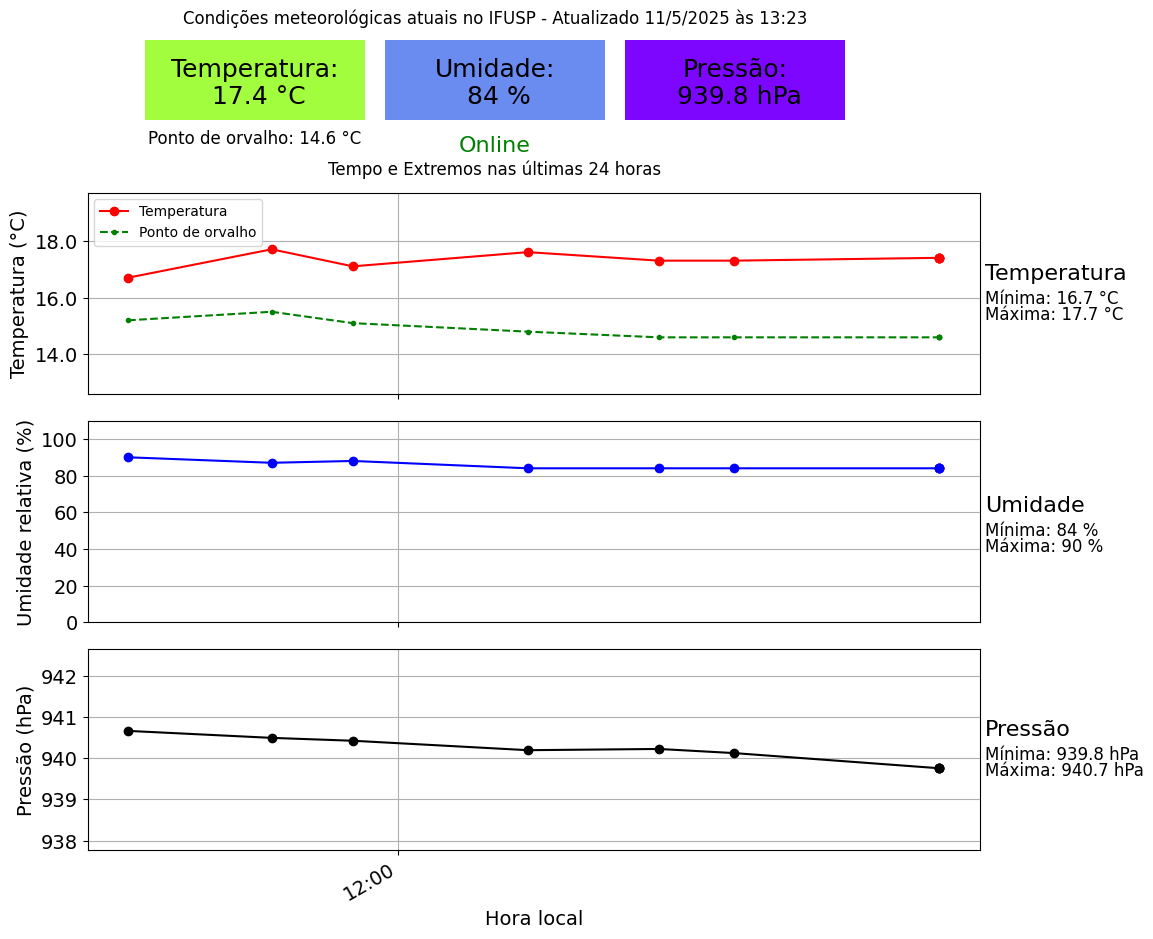 Condições meteorológicas atuais no IFUSP - Atualizado 11/5/2025 às 13:23
Temperatura:
17.4 °C
Umidade:
84 %
Pressão:
939.8 hPa
Ponto de orvalho: 14.6 °C
Online
Tempo e Extremos nas últimas 24 horas
Temperatura
Ponto de orvalho
Temperatura (°C)
18.0
16.0
14.0
Temperatura
Mínima: 16.7 °C
Máxima: 17.7 °C
Umidade relativa (%)
100
80
60
40
20
0
Umidade
Mínima: 84 %
Máxima: 90 %
Pressão (hPa)
942
941
940
939
938
Pressão
Mínima: 939.8 hPa
Máxima: 940.7 hPa
12:00
Hora local